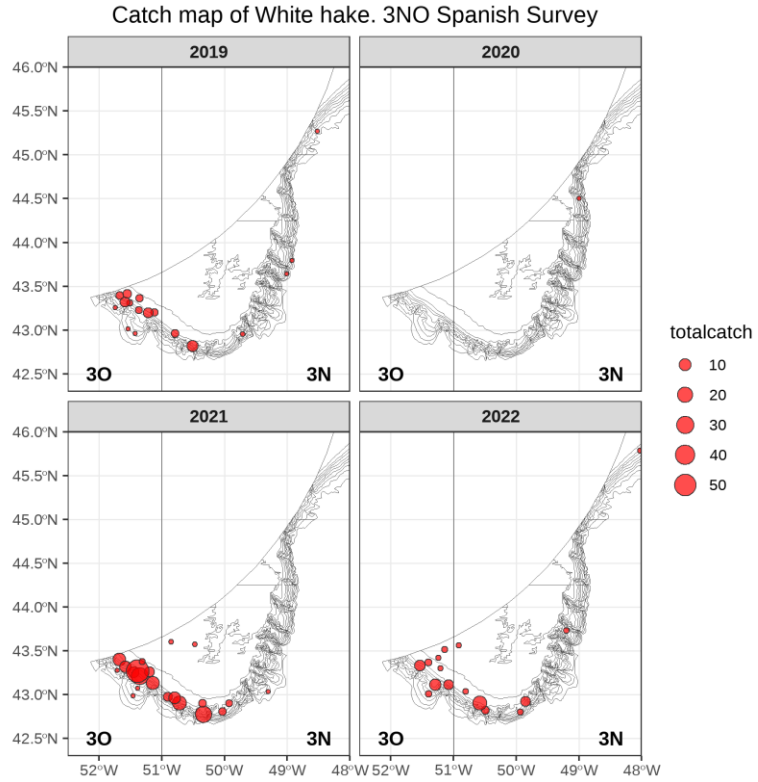 Catch map of White hake. 3NO Spanish Survey
2019
2020
46.0°N
45.5°N
45.0°N
44.5°N
44.0°N
43.5°N
43.0°N
42.5°N
3O
3N
3O
3N
2021
2022
46.0°N
45.5°N
45.0°N
44.5°N
44.0°N
43.5°N
43.0°N
42.5°N
3O
3N
3O
3N
52°W 51°W 50°W 49°W 48°W 52°W 51°W 50°W 49°W 48°W
totalcatch
10
20
30
40
50